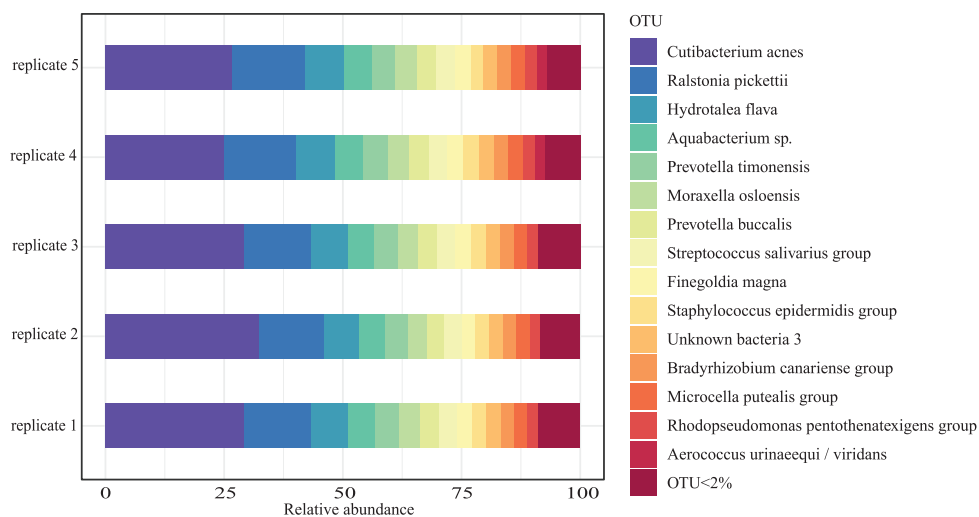 replicate 5
replicate 4
replicate 3
replicate 2
replicate 1
0 25 50 75 100
Relative abundance
OTU
Cutibacterium acnes
Ralstonia pickettii
Hydrotalea flava
Aquabacterium sp.
Prevotella timonensis
Moraxella osloensis
Prevotella buccalis
Streptococcus salivarius group
Finegoldia magna
Staphylococcus epidermidis group
Unknown bacteria 3
Bradyrhizobium canariense group
Microcella putealis group
Rhodopseudomonas pentothenatexigens group
Aerococcus urinaeequi / viridans
OTU<2%